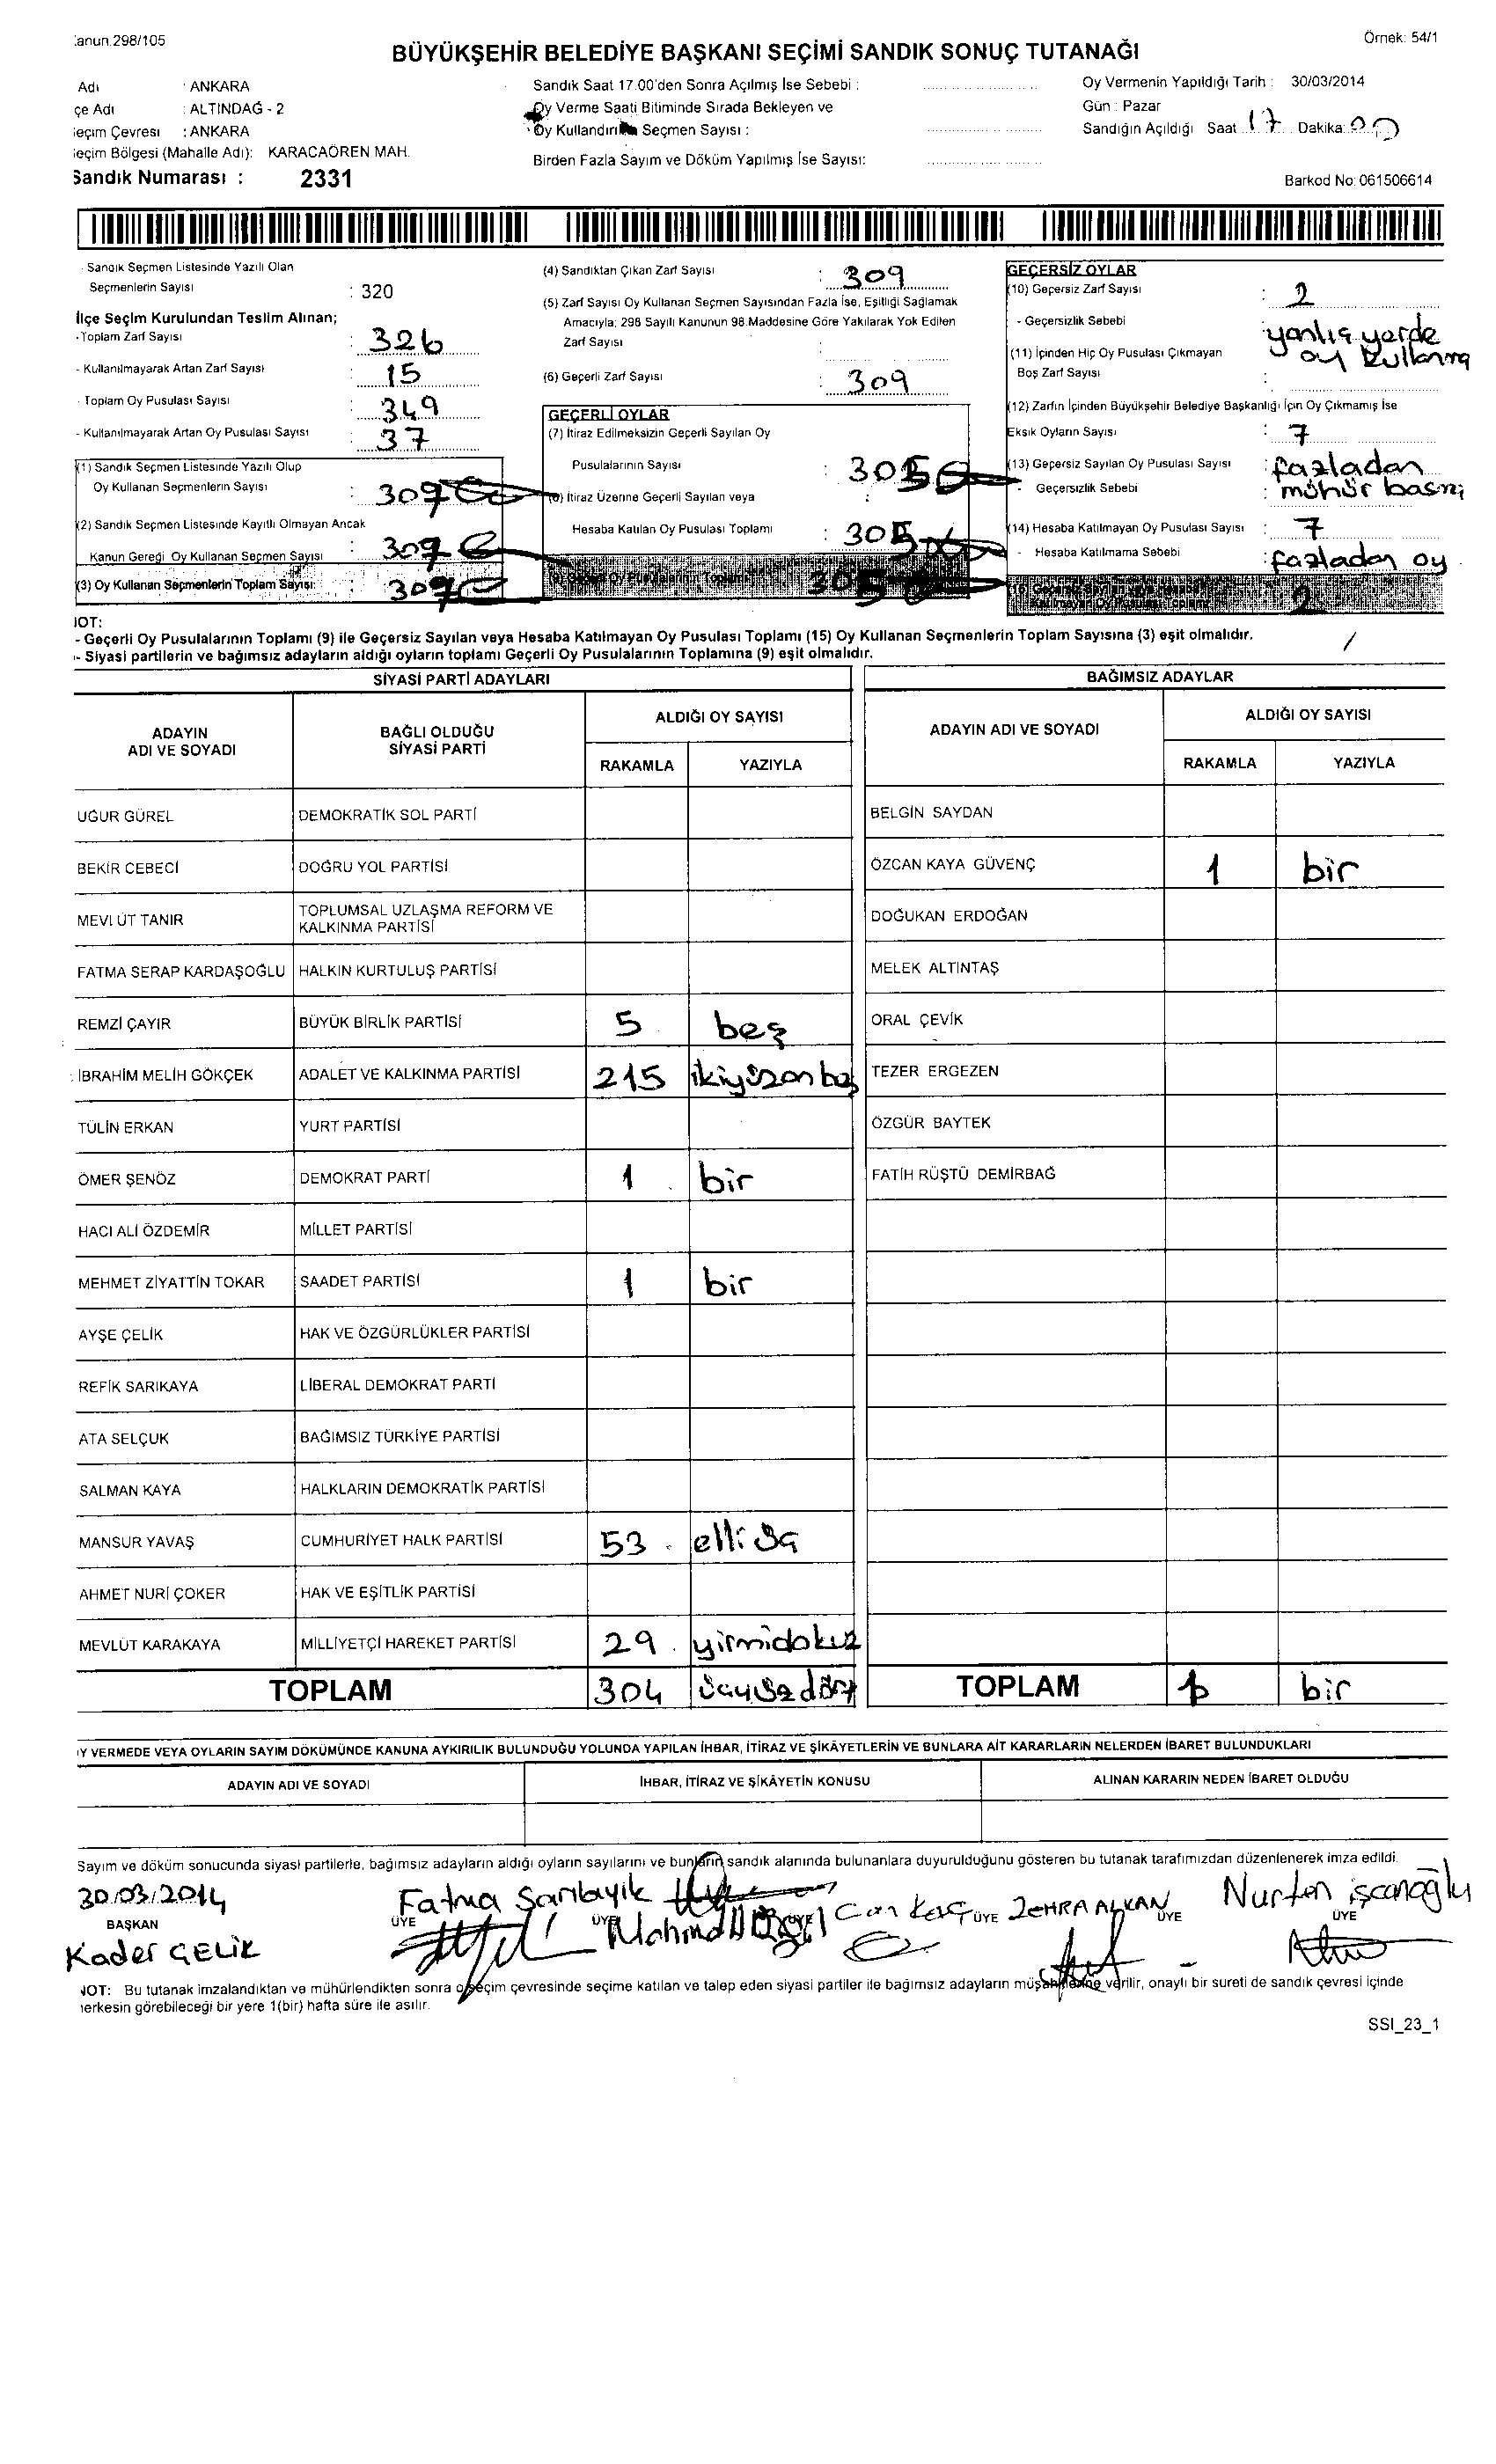 anun.298/105
Örnek: 54/1
BÜYÜKŞEHİR BELEDİYE BAŞKANI SEÇİMİ SANDIK SONUÇ TUTANAĞI
Adı : ANKARA
çe Adı : ALTINDAĞ - 2
eçim Çevresi : ANKARA
eçim Bölgesi (Mahalle Adı): KARACAÖREN MAH.
Sandık Numarası : 2331
Sandık Saat 17.00'den Sonra Açılmış İse Sebebi :
Oy Verme Saati Bitiminde Sırada Bekleyen ve
Oy Kullandırılan Seçmen Sayısı :
Birden Fazla Sayım ve Döküm Yapılmış İse Sayısı:
Oy Vermenin Yapıldığı Tarih : 30/03/2014
Gün : Pazar
Sandığın Açıldığı Saat 17 Dakika: 00
Barkod No: 061506614
Sandık Seçmen Listesinde Yazılı Olan
Seçmenlerin Sayısı : 320
İlçe Seçim Kurulundan Teslim Alınan;
-Toplam Zarf Sayısı : 326
- Kullanılmayarak Artan Zarf Sayısı : 15
- Toplam Oy Pusulası Sayısı : 349
- Kullanılmayarak Artan Oy Pusulası Sayısı : 37
(1) Sandık Seçmen Listesinde Yazılı Olup
Oy Kullanan Seçmenlerin Sayısı : 307
(2) Sandık Seçmen Listesinde Kayıtlı Olmayan Ancak
Kanun Gereği Oy Kullanan Seçmen Sayısı : 307
(3) Oy Kullanan Seçmenlerin Toplam Sayısı: 307
(4) Sandıktan Çıkan Zarf Sayısı : 309
(5) Zarf Sayısı Oy Kullanan Seçmen Sayısından Fazla İse, Eşitliği Sağlamak
Amacıyla; 298 Sayılı Kanunun 98.Maddesine Göre Yakılarak Yok Edilen
Zarf Sayısı :
(6) Geçerli Zarf Sayısı : 309
GEÇERLİ OYLAR
(7) İtiraz Edilmeksizin Geçerli Sayılan Oy
Pusulalarının Sayısı : 305
(8) İtiraz Üzerine Geçerli Sayılan veya
Hesaba Katılan Oy Pusulası Toplamı : 305
(9) Geçerli Oy Pusulalarının Toplamı 305
GEÇERSİZ OYLAR
(10) Geçersiz Zarf Sayısı : 2
- Geçersizlik Sebebi : yanlış yerde
oy kullanma
(11) İçinden Hiç Oy Pusulası Çıkmayan
Boş Zarf Sayısı :
(12) Zarfın İçinden Büyükşehir Belediye Başkanlığı İçin Oy Çıkmamış İse
Eksik Oyların Sayısı : 7
(13) Geçersiz Sayılan Oy Pusulası Sayısı : fazladan
- Geçersizlik Sebebi : mühür basmı
(14) Hesaba Katılmayan Oy Pusulası Sayısı : 7
- Hesaba Katılmama Sebebi : fazladan oy
(15) Geçersiz Sayılan veya Hesaba
Katılmayan Oy Pusulası Toplamı 2
NOT:
- Geçerli Oy Pusulalarının Toplamı (9) ile Geçersiz Sayılan veya Hesaba Katılmayan Oy Pusulası Toplamı (15) Oy Kullanan Seçmenlerin Toplam Sayısına (3) eşit olmalıdır.
- Siyasi partilerin ve bağımsız adayların aldığı oyların toplamı Geçerli Oy Pusulalarının Toplamına (9) eşit olmalıdır.
SİYASİ PARTİ ADAYLARI
BAĞIMSIZ ADAYLAR
ADAYIN
ADI VE SOYADI
BAĞLI OLDUĞU
SİYASİ PARTİ
ALDIĞI OY SAYISI
RAKAMLA YAZIYLA
ADAYIN ADI VE SOYADI
ALDIĞI OY SAYISI
RAKAMLA YAZIYLA
UĞUR GÜREL DEMOKRATİK SOL PARTİ BELGİN SAYDAN
BEKİR CEBECİ DOĞRU YOL PARTİSİ ÖZCAN KAYA GÜVENÇ 1 bir
MEVLÜT TANIR TOPLUMSAL UZLAŞMA REFORM VE
KALKINMA PARTİSİ DOĞUKAN ERDOĞAN
FATMA SERAP KARDAŞOĞLU HALKIN KURTULUŞ PARTİSİ MELEK ALTINTAŞ
REMZİ ÇAYIR BÜYÜK BİRLİK PARTİSİ 5 beş ORAL ÇEVİK
İBRAHİM MELİH GÖKÇEK ADALET VE KALKINMA PARTİSİ 215 ikiyüzonbeş TEZER ERGEZEN
TÜLİN ERKAN YURT PARTİSİ ÖZGÜR BAYTEK
ÖMER ŞENÖZ DEMOKRAT PARTİ 1 bir FATİH RÜŞTÜ DEMİRBAĞ
HACI ALİ ÖZDEMİR MİLLET PARTİSİ
MEHMET ZİYATTİN TOKAR SAADET PARTİSİ 1 bir
AYŞE ÇELİK HAK VE ÖZGÜRLÜKLER PARTİSİ
REFİK SARIKAYA LİBERAL DEMOKRAT PARTİ
ATA SELÇUK BAĞIMSIZ TÜRKİYE PARTİSİ
SALMAN KAYA HALKLARIN DEMOKRATİK PARTİSİ
MANSUR YAVAŞ CUMHURİYET HALK PARTİSİ 53 elli üç
AHMET NURİ ÇOKER HAK VE EŞİTLİK PARTİSİ
MEVLÜT KARAKAYA MİLLİYETÇİ HAREKET PARTİSİ 29 yirmidokuz
TOPLAM 304 üçyüzdört TOPLAM 1 bir
Y VERMEDE VEYA OYLARIN SAYIM DÖKÜMÜNDE KANUNA AYKIRILIK BULUNDUĞU YOLUNDA YAPILAN İHBAR, İTİRAZ VE ŞİKÂYETLERİN VE BUNLARA AİT KARARLARIN NELERDEN İBARET BULUNDUKLARI
ADAYIN ADI VE SOYADI İHBAR, İTİRAZ VE ŞİKÂYETİN KONUSU ALINAN KARARIN NEDEN İBARET OLDUĞU
Sayım ve döküm sonucunda siyasi partilerle, bağımsız adayların aldığı oyların sayılarını ve bunların sandık alanında bulunanlara duyurulduğunu gösteren bu tutanak tarafımızdan düzenlenerek imza edildi.
30.03.2014
BAŞKAN
Kader ÇELİK
Fatma Sarıbıyık
ÜYE
ÜYE
Can
ÜYE
ZEHRA ALKAN
ÜYE
Nurten
ÜYE
NOT: Bu tutanak imzalandıktan ve mühürlendikten sonra o seçim çevresinde seçime katılan ve talep eden siyasi partiler ile bağımsız adayların müşahitlerine verilir, onaylı bir sureti de sandık çevresi içinde
herkesin görebileceği bir yere 1(bir) hafta süre ile asılır.
SSI_23_1